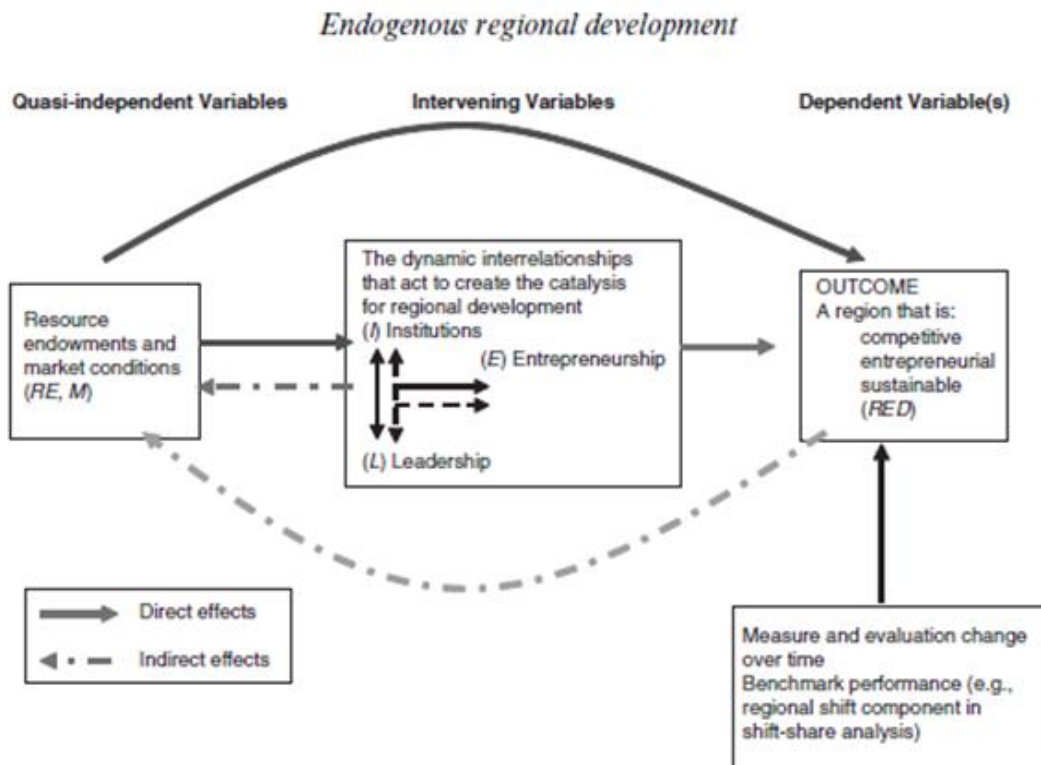 Endogenous regional development
Quasi-independent Variables
Intervening Variables
Dependent Variable(s)
Resource
endowments and
market conditions
(RE, M)
The dynamic interrelationships
that act to create the catalysis
for regional development
(I) Institutions
(E) Entrepreneurship
(L) Leadership
OUTCOME
A region that is:
competitive
entrepreneurial
sustainable
(RED)
Direct effects
Indirect effects
Measure and evaluation change
over time
Benchmark performance (e.g.,
regional shift component in
shift-share analysis)